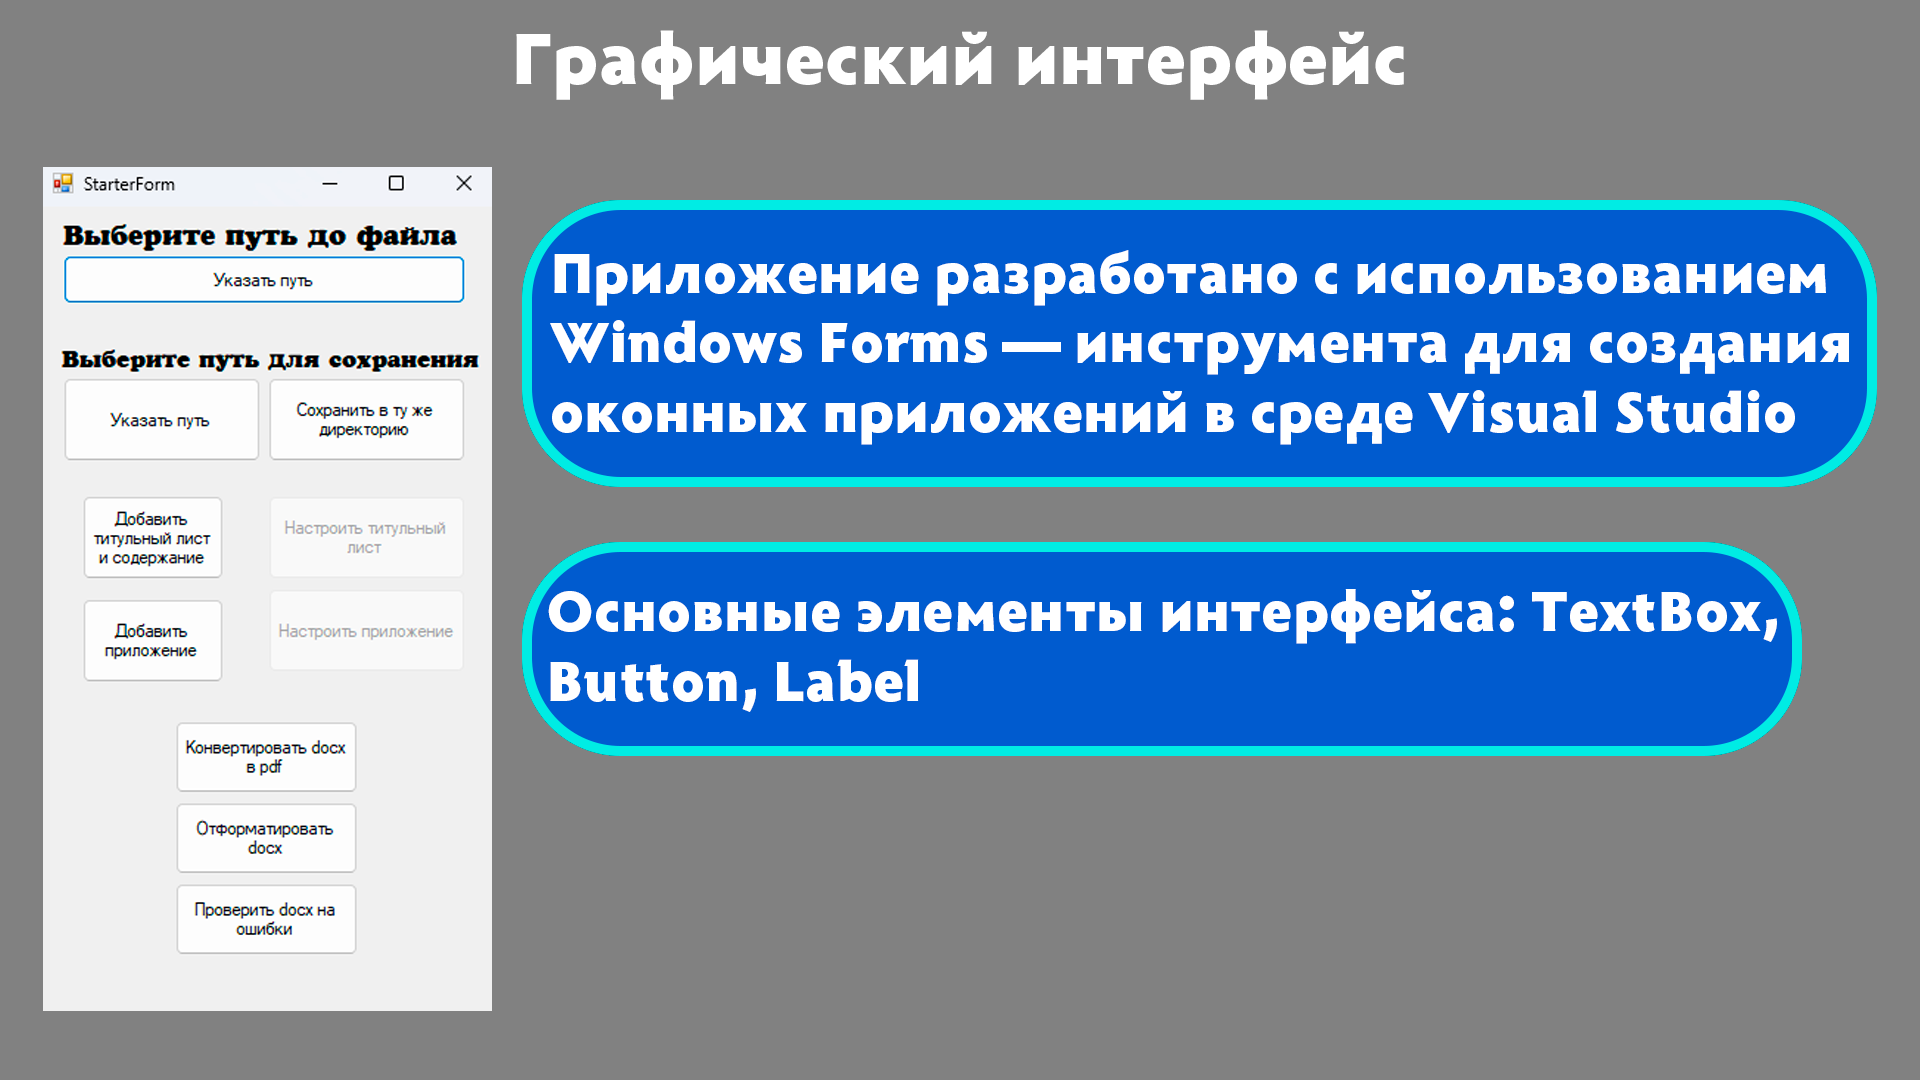 Графический интерфейс
StarterForm
Выберите путь до файла
Указать путь
Выберите путь для сохранения
Указать путь
Сохранить в ту же
директорию
Добавить
титульный лист
и содержание
Настроить титульный
лист
Добавить
приложение
Настроить приложение
Конвертировать docx
в pdf
Отформатировать
docx
Проверить docx на
ошибки
Приложение разработано с использованием
Windows Forms — инструмента для создания
оконных приложений в среде Visual Studio
Основные элементы интерфейса: TextBox,
Button, Label